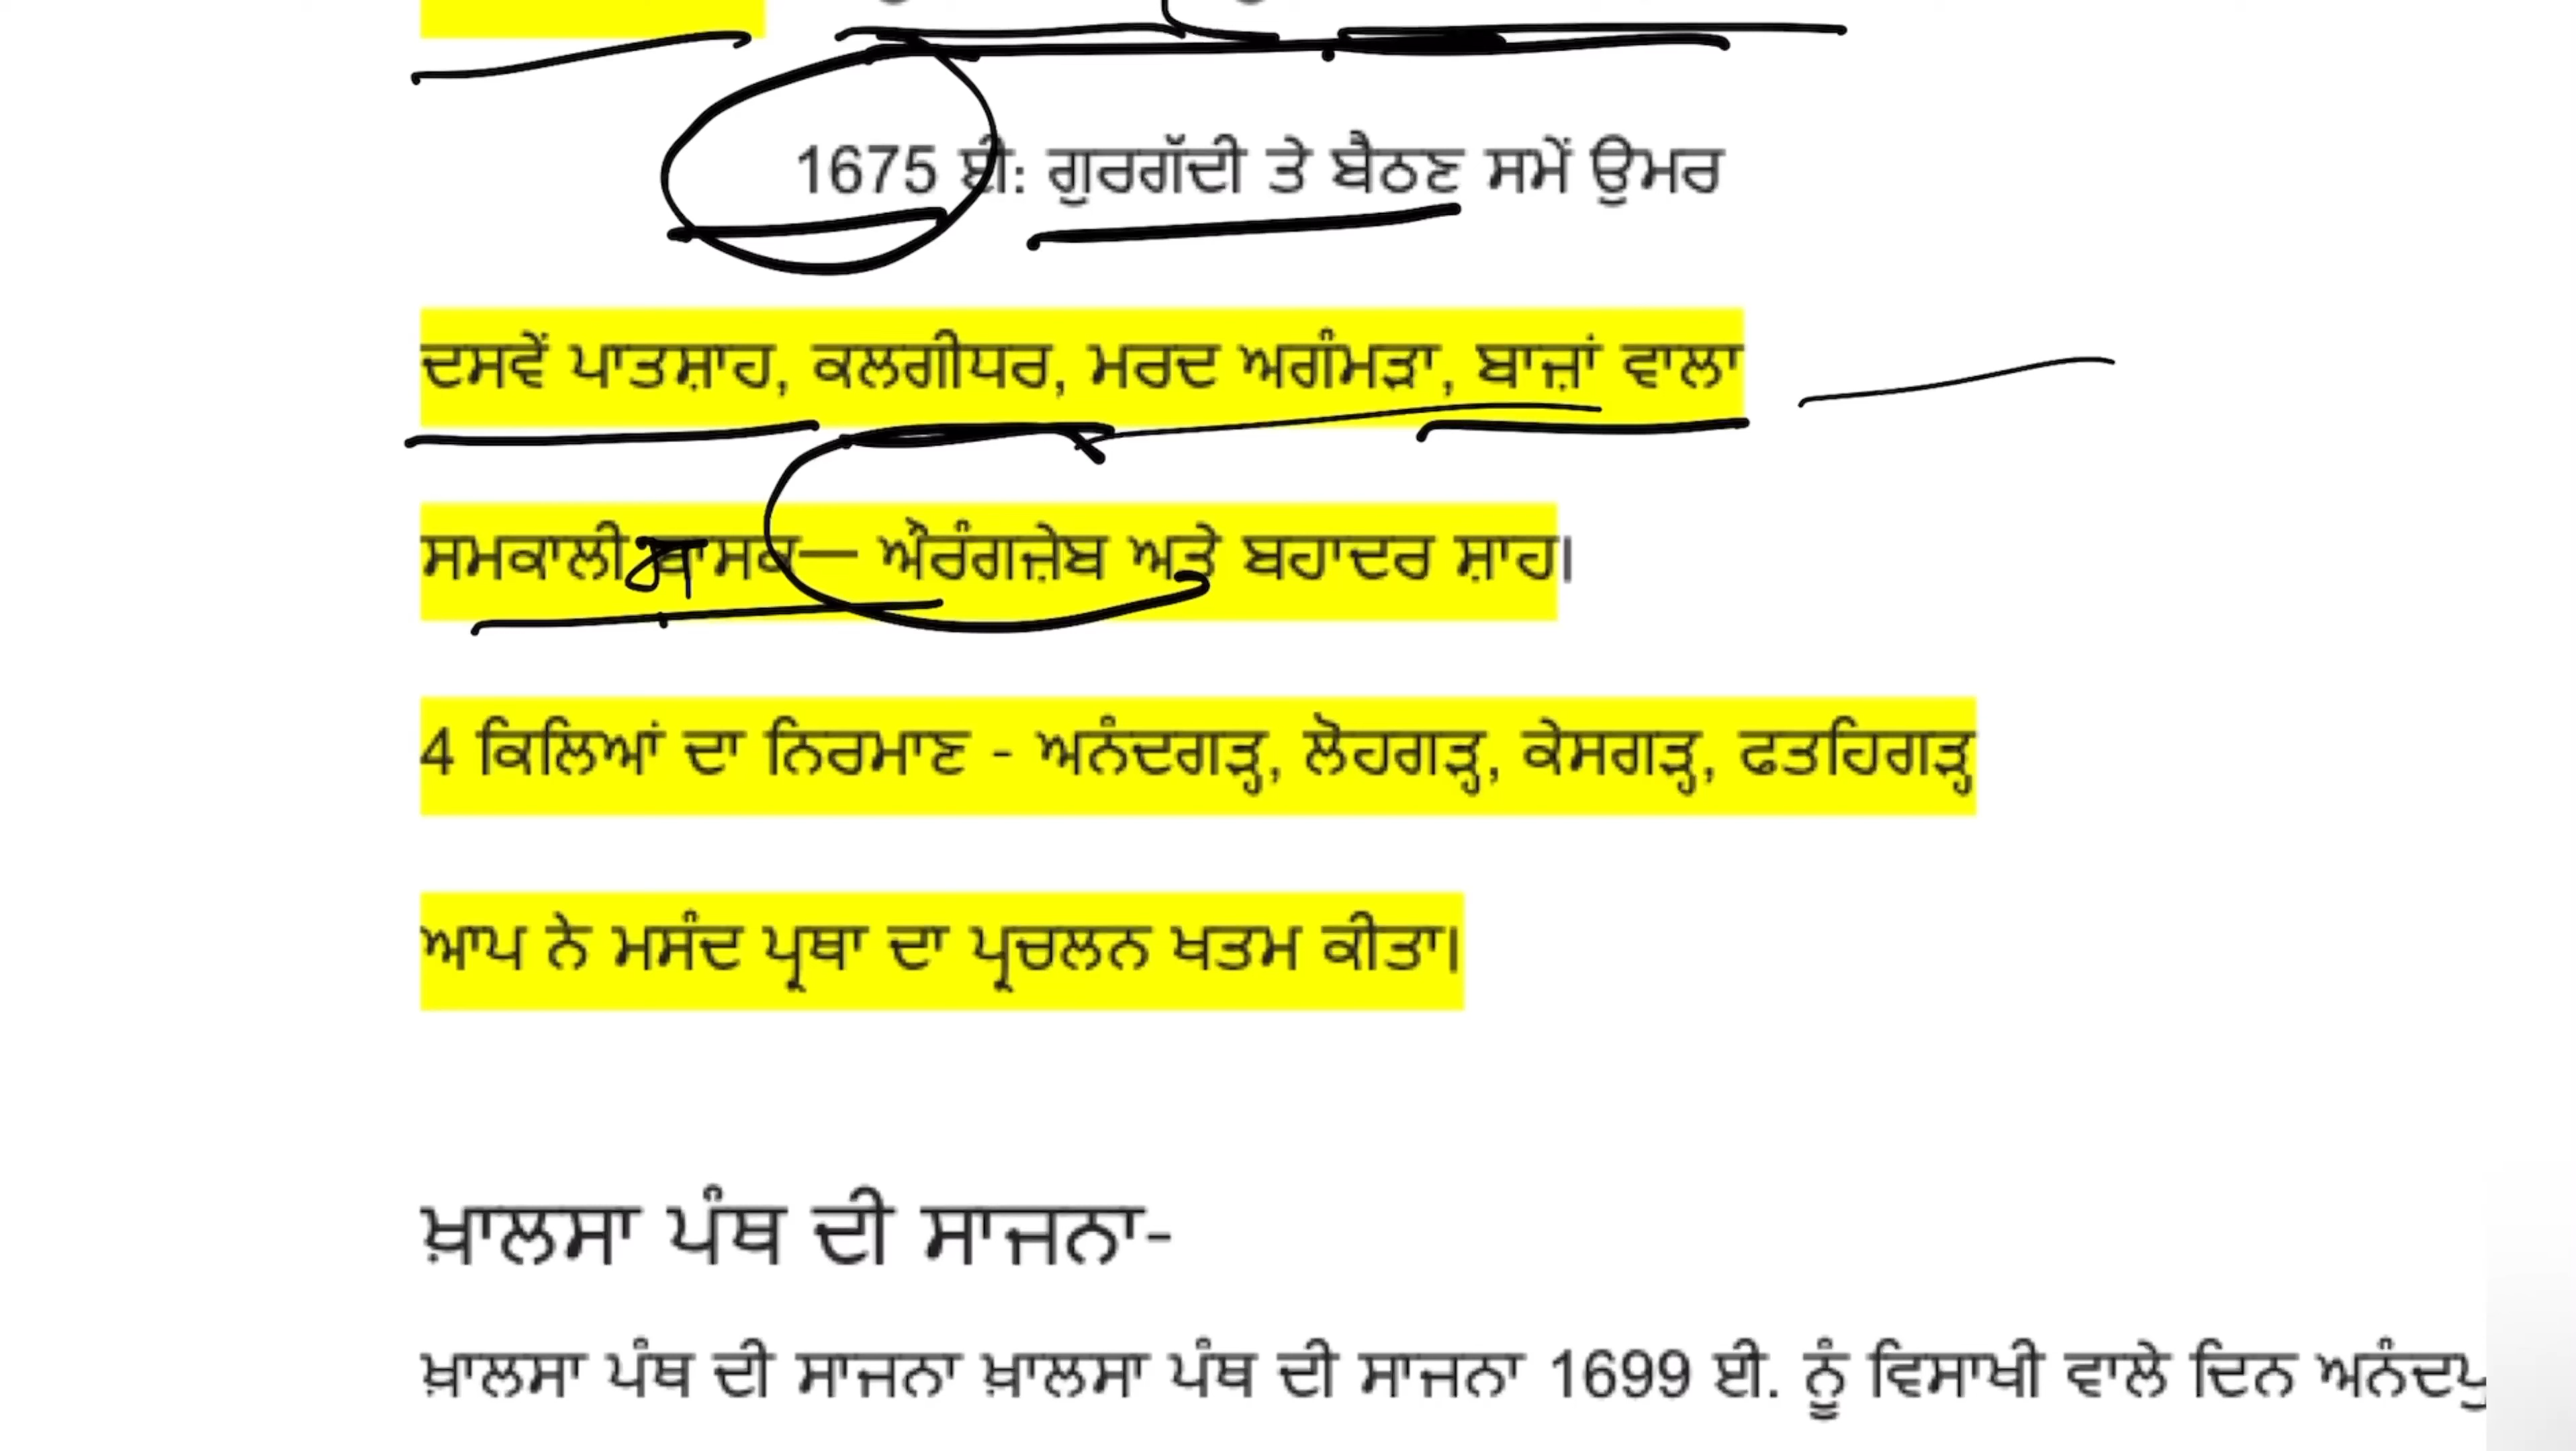 1675 ਈ: ਗੁਰਗੱਦੀ ਤੇ ਬੈਠਣ ਸਮੇਂ ਉਮਰ
ਦਸਵੇਂ ਪਾਤਸ਼ਾਹ, ਕਲਗੀਧਰ, ਮਰਦ ਅਗੰਮੜਾ, ਬਾਜ਼ਾਂ ਵਾਲਾ
ਸਮਕਾਲੀ ਸ਼ਾਸਕ— ਔਰੰਗਜ਼ੇਬ ਅਤੇ ਬਹਾਦਰ ਸ਼ਾਹ।
4 ਕਿਲਿਆਂ ਦਾ ਨਿਰਮਾਣ - ਅਨੰਦਗੜ੍ਹ, ਲੋਹਗੜ੍ਹ, ਕੇਸਗੜ੍ਹ, ਫਤਹਿਗੜ੍ਹ
ਆਪ ਨੇ ਮਸੰਦ ਪ੍ਰਥਾ ਦਾ ਪ੍ਰਚਲਨ ਖਤਮ ਕੀਤਾ।
ਖ਼ਾਲਸਾ ਪੰਥ ਦੀ ਸਾਜਨਾ-
ਖ਼ਾਲਸਾ ਪੰਥ ਦੀ ਸਾਜਨਾ ਖ਼ਾਲਸਾ ਪੰਥ ਦੀ ਸਾਜਨਾ 1699 ਈ. ਨੂੰ ਵਿਸਾਖੀ ਵਾਲੇ ਦਿਨ ਅਨੰਦਪੁ